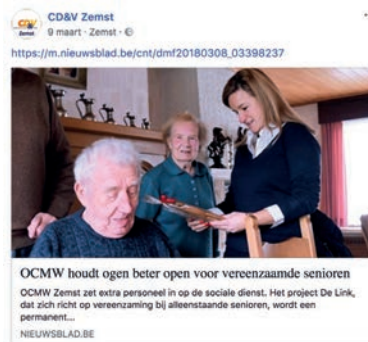 CD&V
Zemst
CD&V Zemst
9 maart · Zemst ·
https://m.nieuwsblad.be/cnt/dmf20180308_03398237
OCMW houdt ogen beter open voor vereenzaamde senioren
OCMW Zemst zet extra personeel in op de sociale dienst. Het project De Link,
dat zich richt op vereenzaming bij alleenstaande senioren, wordt een
permanent...
NIEUWSBLAD.BE